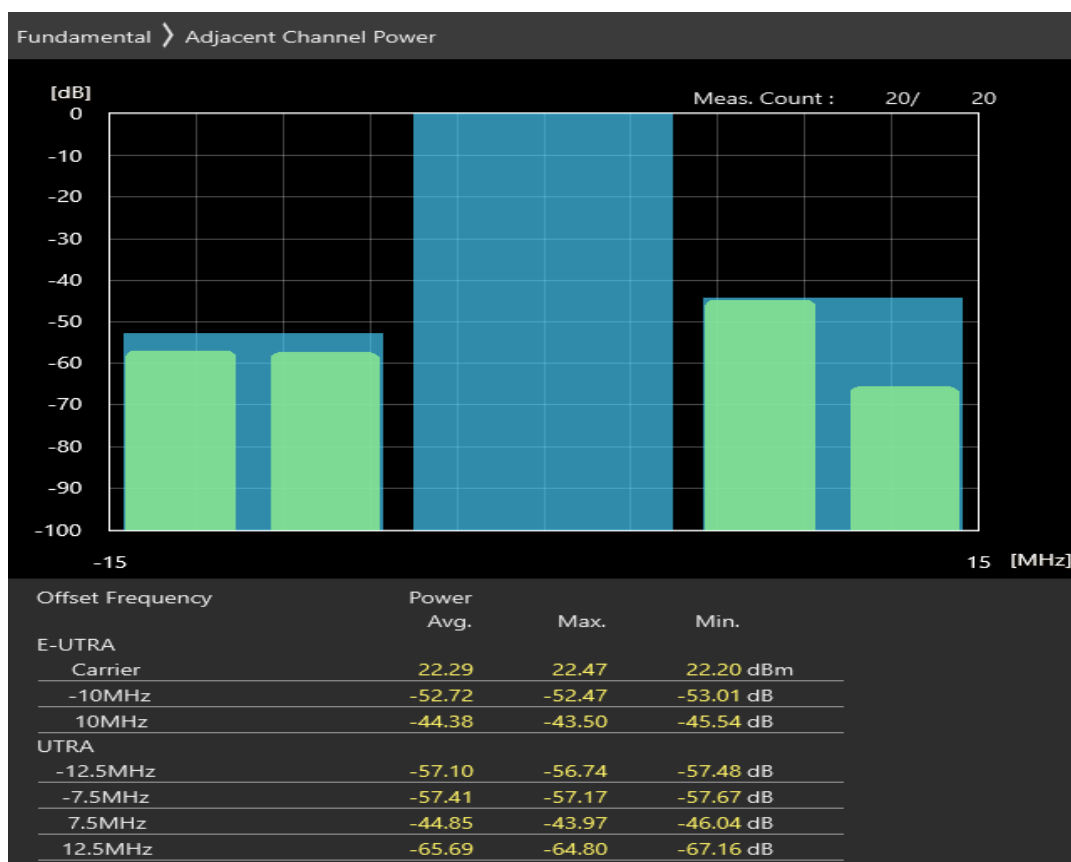 Fundamental ❯ Adjacent Channel Power
[dB]
Meas. Count : 20/ 20
0
-10
-20
-30
-40
-50
-60
-70
-80
-90
-100
-15 15 [MHz]
Offset Frequency Power
Avg. Max. Min.
E-UTRA
Carrier 22.29 22.47 22.20 dBm
-10MHz -52.72 -52.47 -53.01 dB
10MHz -44.38 -43.50 -45.54 dB
UTRA
-12.5MHz -57.10 -56.74 -57.48 dB
-7.5MHz -57.41 -57.17 -57.67 dB
7.5MHz -44.85 -43.97 -46.04 dB
12.5MHz -65.69 -64.80 -67.16 dB